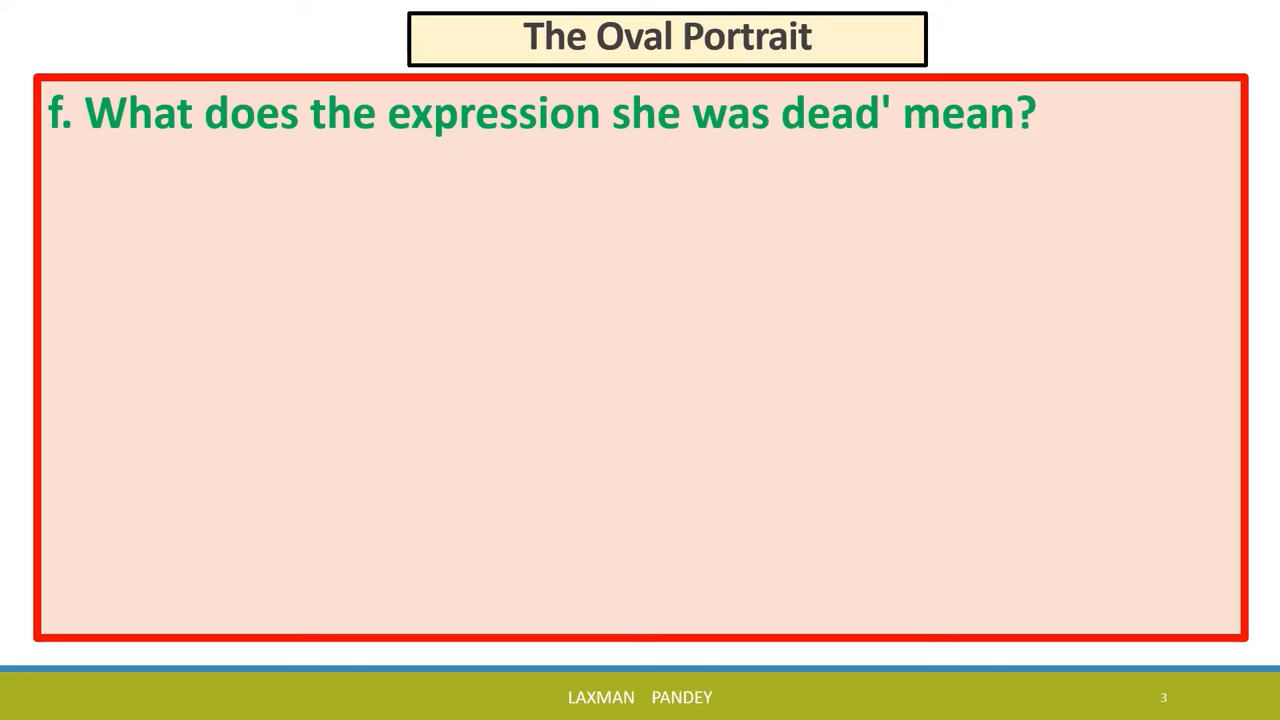 The Oval Portrait
f. What does the expression she was dead' mean?
LAXMAN PANDEY
3